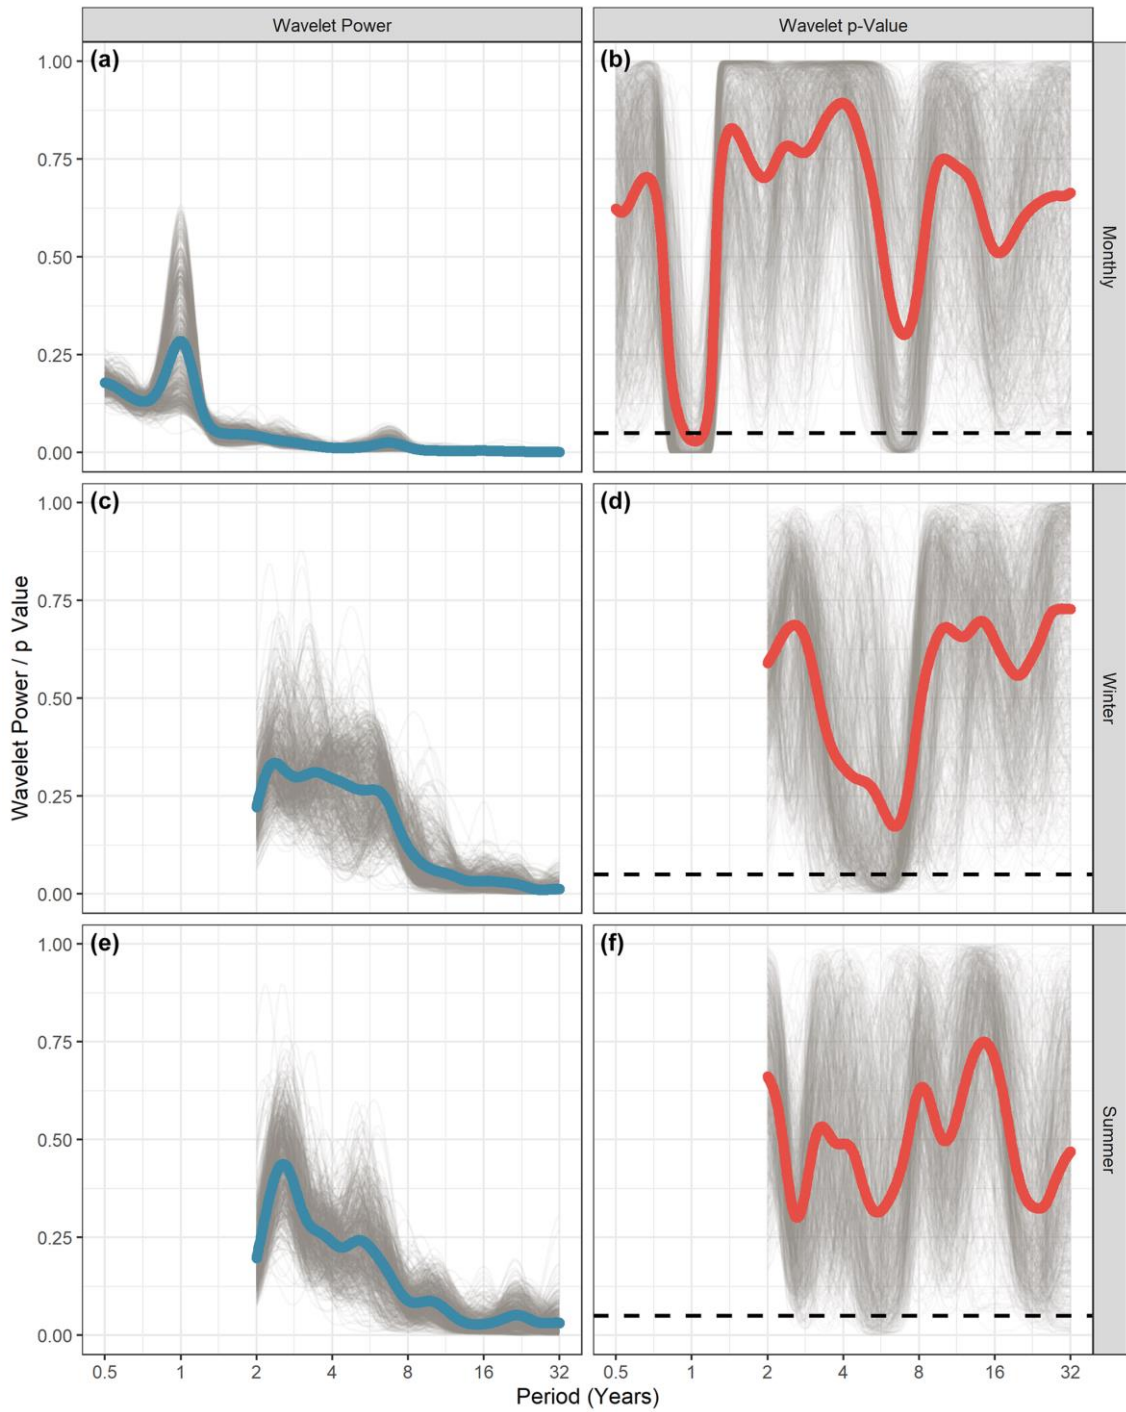 Wavelet Power
Wavelet p-Value
(a)
(b)
1.00
0.75
0.50
0.25
0.00
Monthly
(c)
(d)
1.00
0.75
0.50
0.25
0.00
Winter
Wavelet Power / p Value
(e)
(f)
1.00
0.75
0.50
0.25
0.00
Summer
0.5 1 2 4 8 16 32
0.5 1 2 4 8 16 32
Period (Years)